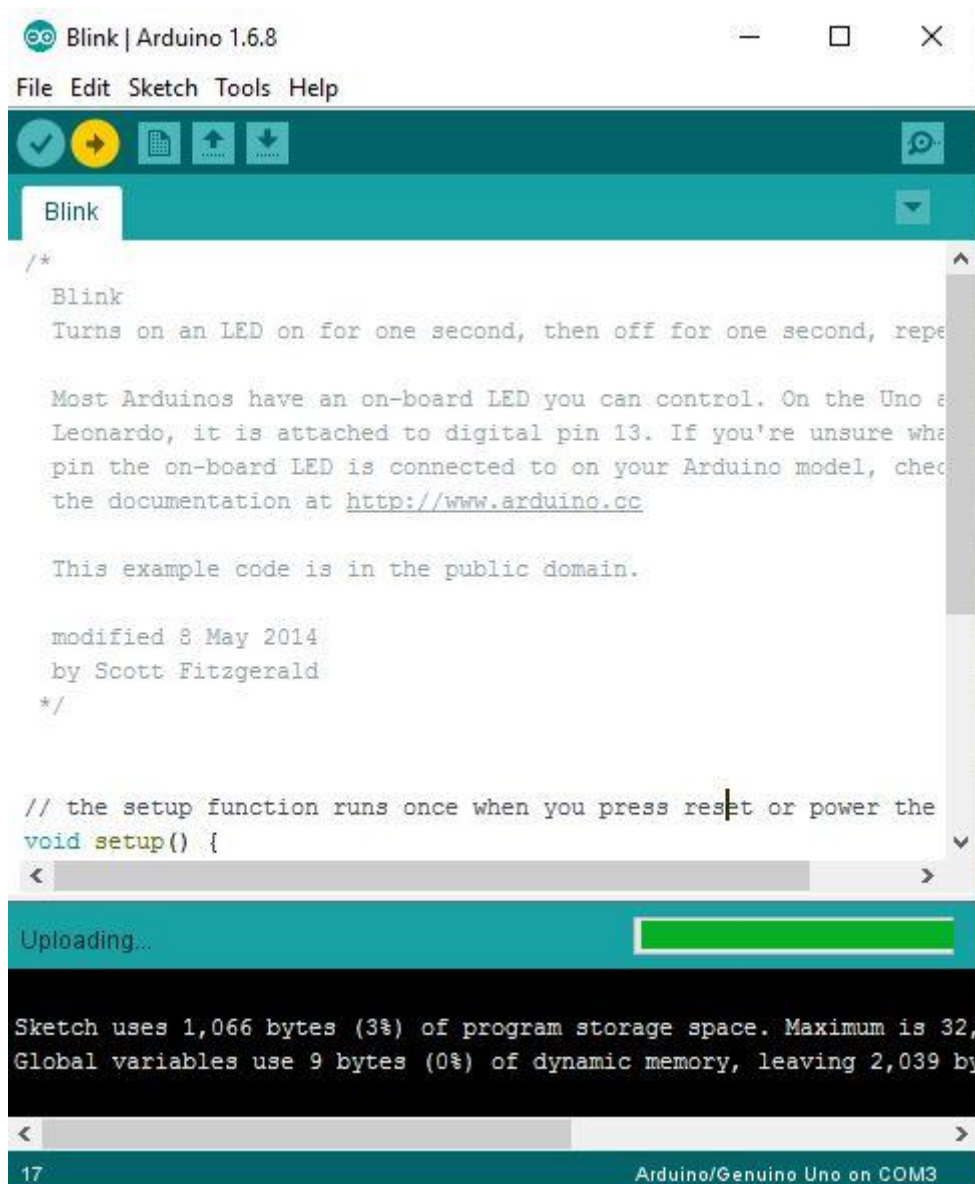 Blink | Arduino 1.6.8
File Edit Sketch Tools Help
Blink
/*
Blink
Turns on an LED on for one second, then off for one second, repe
Most Arduinos have an on-board LED you can control. On the Uno a
Leonardo, it is attached to digital pin 13. If you're unsure wha
pin the on-board LED is connected to on your Arduino model, chec
the documentation at http://www.arduino.cc
This example code is in the public domain.
modified 8 May 2014
by Scott Fitzgerald
*/
// the setup function runs once when you press reset or power the
void setup() {
Uploading...
Sketch uses 1,066 bytes (3%) of program storage space. Maximum is 32,
Global variables use 9 bytes (0%) of dynamic memory, leaving 2,039 by
17 Arduino/Genuino Uno on COM3